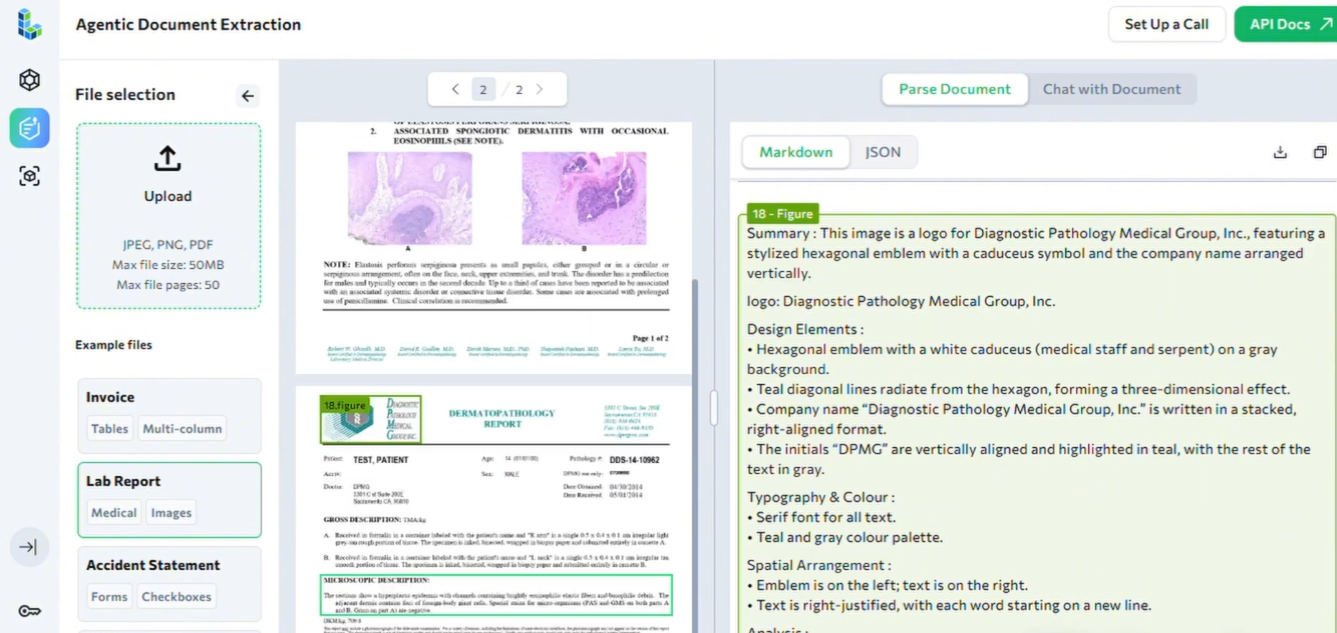 Agentic Document Extraction
Set Up a Call
API Docs
File selection
Upload
JPEG, PNG, PDF
Max file size: 50MB
Max file pages: 50
Example files
Invoice
Tables
Multi-column
Lab Report
Medical
Images
Accident Statement
Forms
Checkboxes
2 / 2
2. ASSOCIATED SPONGIOTIC DERMATITIS WITH OCCASIONAL
EOSINOPHILS (SEE NOTE).
A
B
NOTE: Elastosis perforans serpiginosa presents as small papules, either grouped or in a circular or
serpiginous arrangement, often on the face, neck, upper extremities, and trunk. The disorder has a predilection
for males and typically occurs in the second decade. Up to a third of cases have been reported to be associated
with an associated systemic disorder or connective tissue disorder. Some cases are associated with prolonged
use of penicillamine. Clinical correlation is recommended.
Page 1 of 2
18.figure
DIAGNOSTIC
PATHOLOGY
MEDICAL
GROUP, INC.
DERMATOPATHOLOGY
REPORT
Patient: TEST, PATIENT
Age: 14
Pathology #: DDS-14-10962
Sex: MALE
Doctor: DPMG
3301 C st Suite 200E
Sacramento CA, 95810
Date Obtained: 04/30/2014
Date Received: 05/01/2014
GROSS DESCRIPTION: TMA/kg
A. Received in formalin in a container labeled with the patient's name and "R arm" is a single 0.5 x 0.4 x 0.1 cm irregular light
grey-tan rough portion of tissue. The specimen is inked, bisected, wrapped in biopsy paper and submitted entirely in cassette A.
B. Received in formalin in a container labeled with the patient's name and "L neck" is a single 0.5 x 0.4 x 0.1 cm irregular tan
smooth portion of tissue. The specimen is inked, bisected, wrapped in biopsy paper and submitted entirely in cassette B.
MICROSCOPIC DESCRIPTION:
The sections show a hyperplastic epidermis with channels containing brightly eosinophilic elastic fibers and basophilic debris. The
adjacent dermis contains foci of foreign-body giant cells. Special stains for micro-organisms (PAS and GMS on both parts A
and B, Gram on part A) are negative.
Parse Document
Chat with Document
Markdown
JSON
18 - Figure
Summary : This image is a logo for Diagnostic Pathology Medical Group, Inc., featuring a
stylized hexagonal emblem with a caduceus symbol and the company name arranged
vertically.
logo: Diagnostic Pathology Medical Group, Inc.
Design Elements :
• Hexagonal emblem with a white caduceus (medical staff and serpent) on a gray
background.
• Teal diagonal lines radiate from the hexagon, forming a three-dimensional effect.
• Company name “Diagnostic Pathology Medical Group, Inc.” is written in a stacked,
right-aligned format.
• The initials “DPMG” are vertically aligned and highlighted in teal, with the rest of the
text in gray.
Typography & Colour :
• Serif font for all text.
• Teal and gray colour palette.
Spatial Arrangement :
• Emblem is on the left; text is on the right.
• Text is right-justified, with each word starting on a new line.
Analysis :